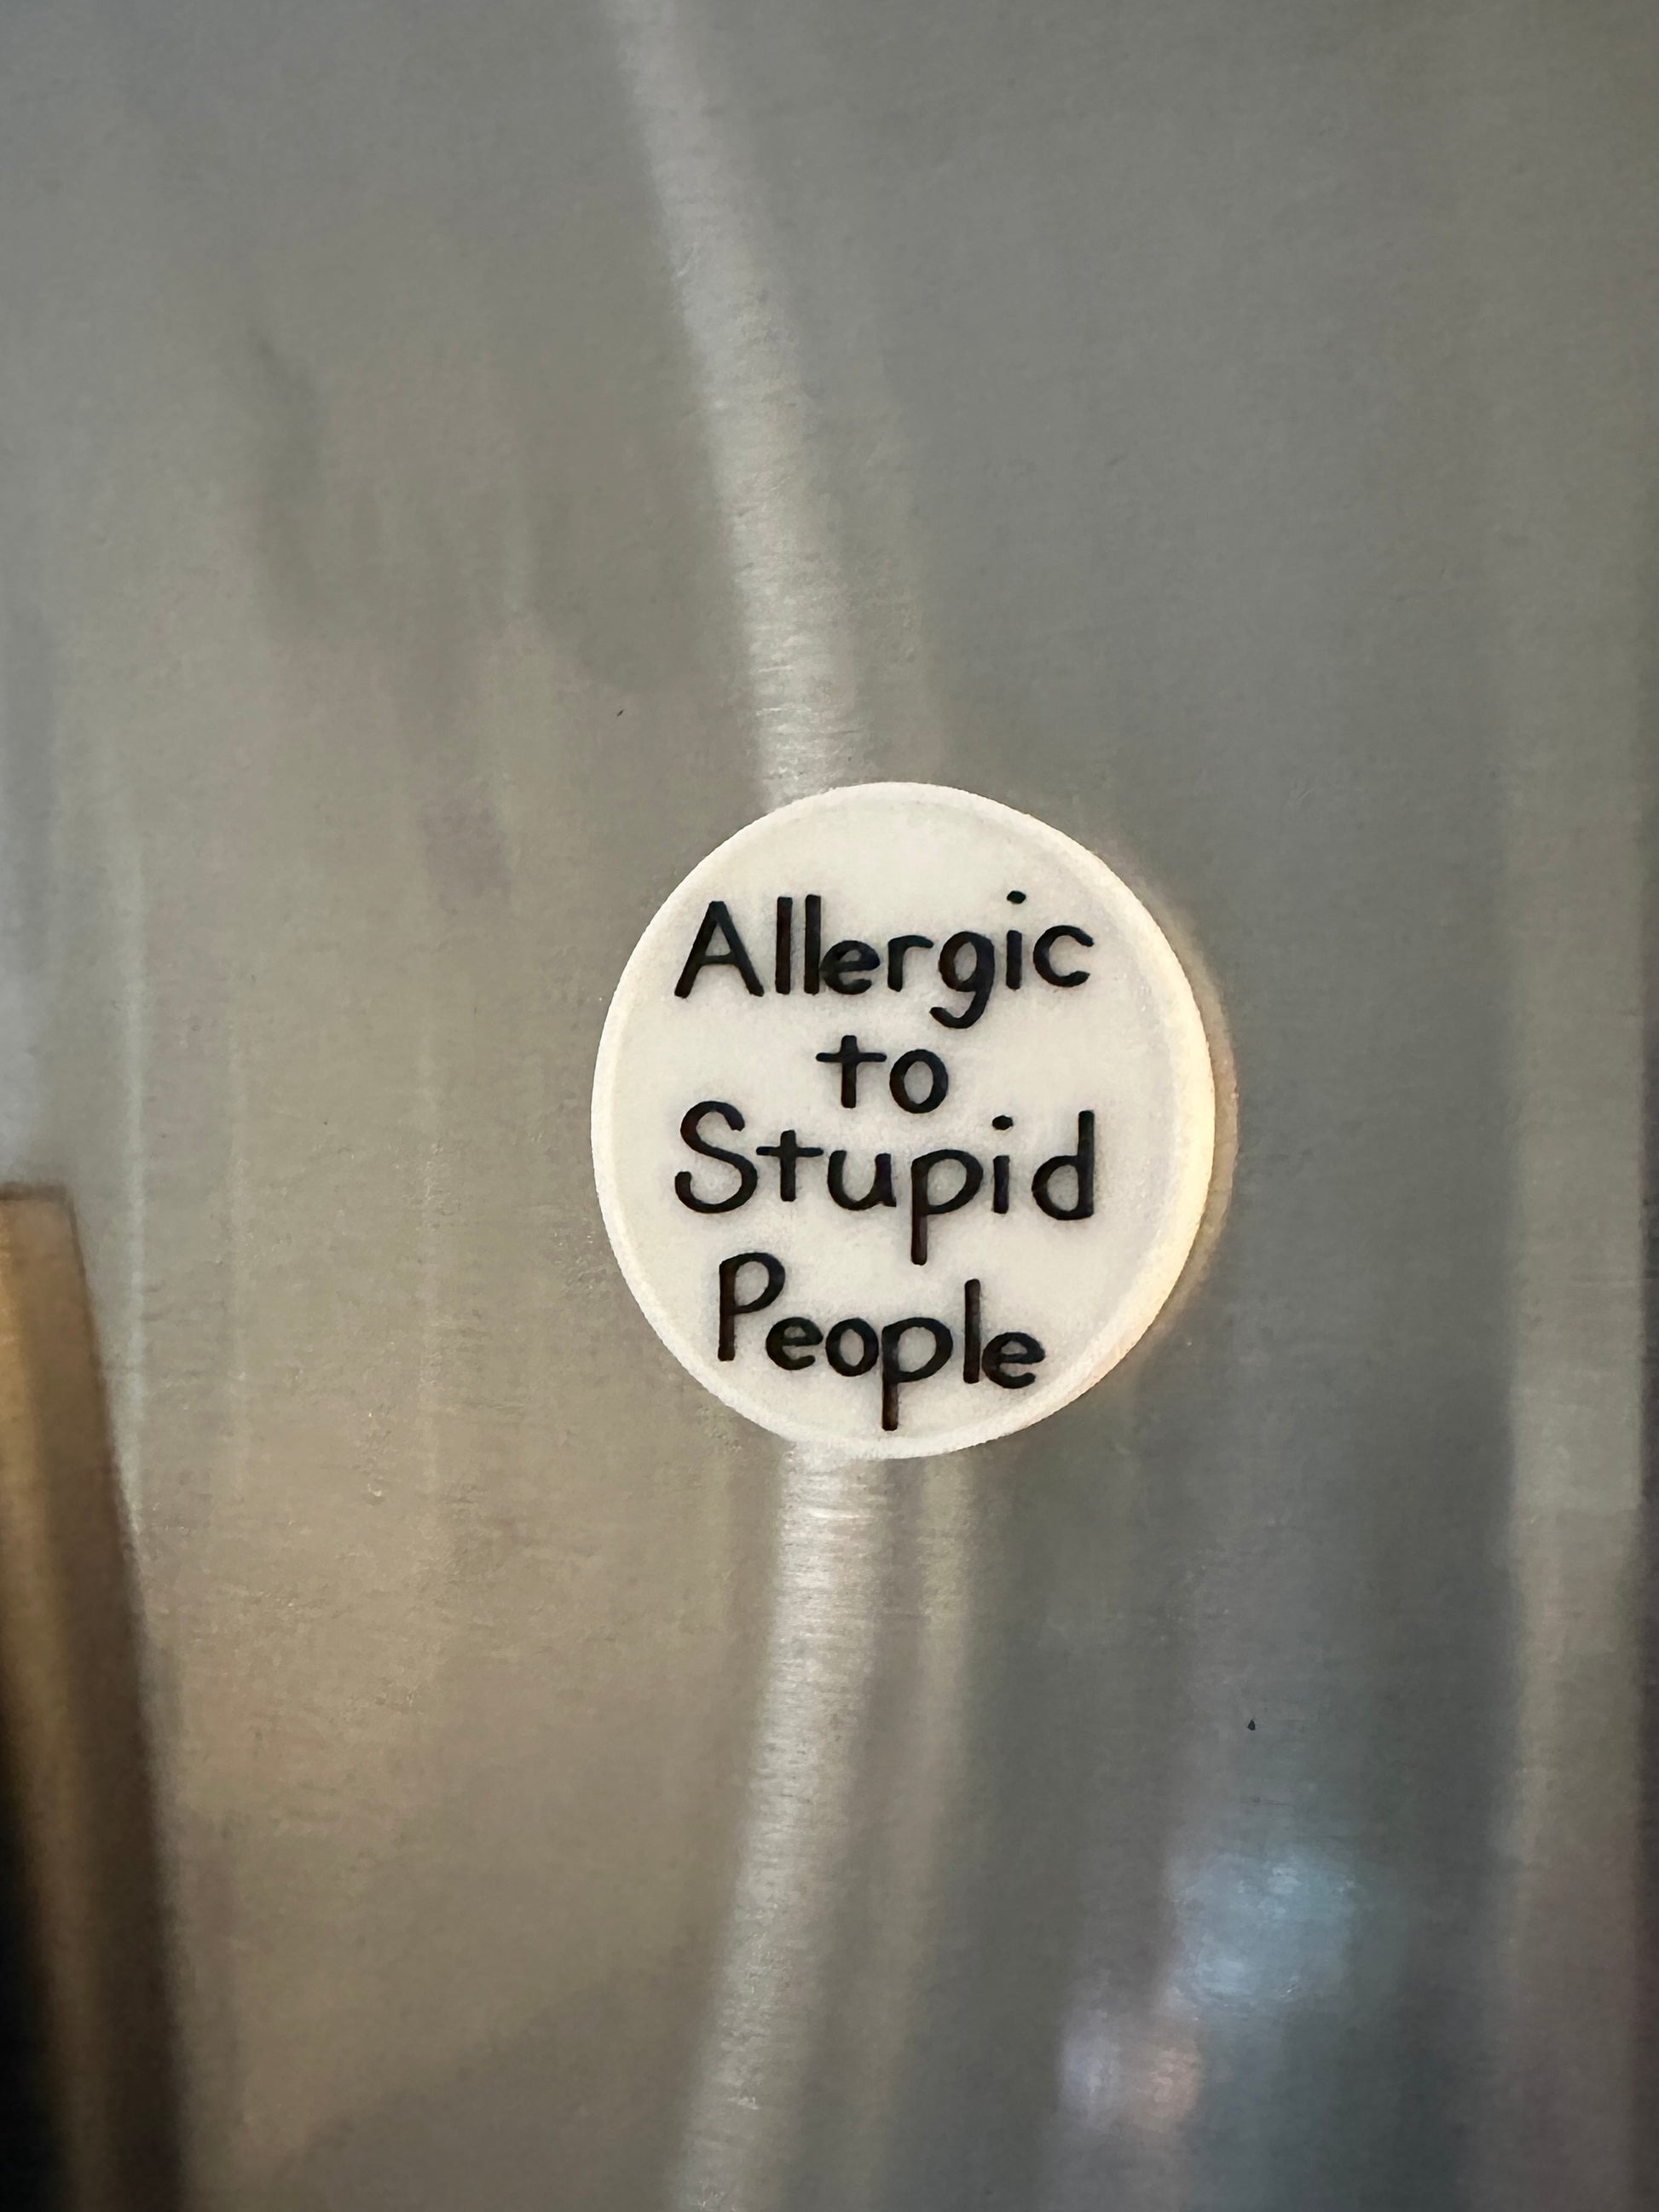 Allergic
to
Stupid
People